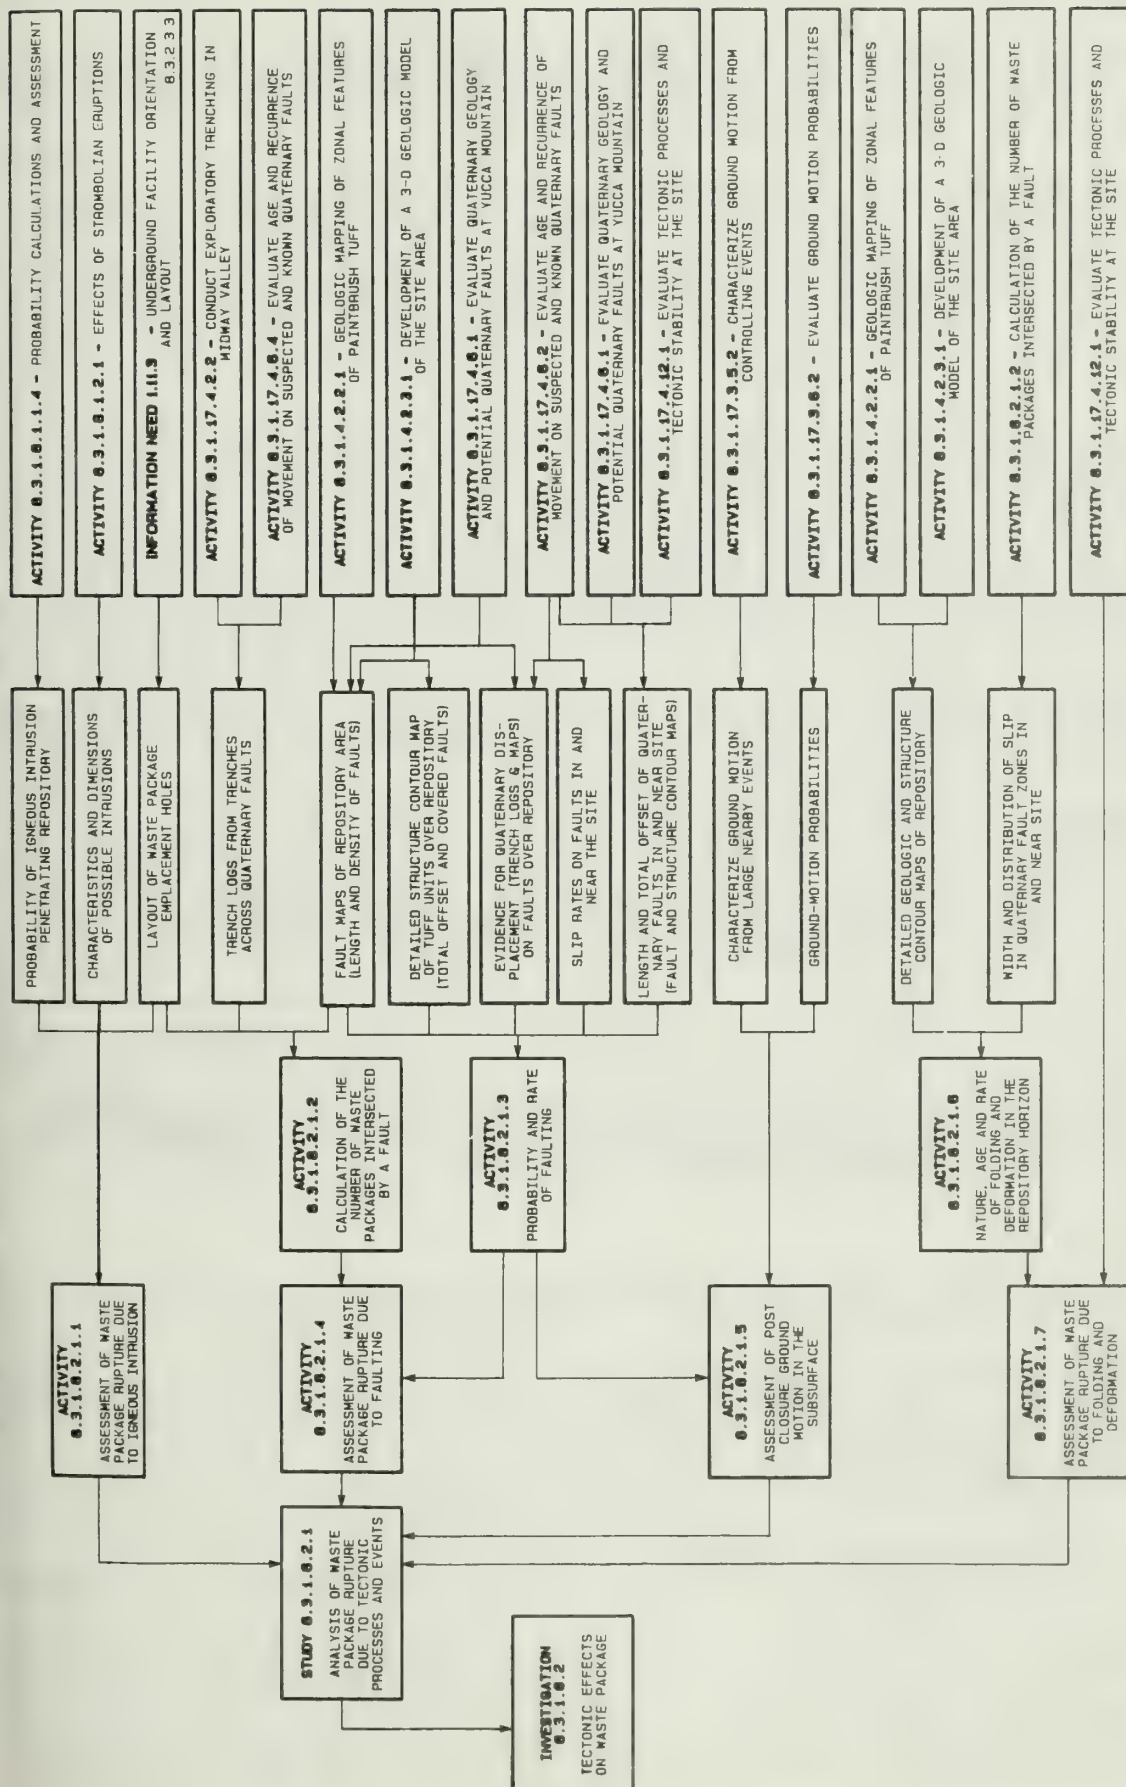 INVESTIGATION
8.3.1.8.2
TECTONIC EFFECTS
ON WASTE PACKAGE
STUDY 8.3.1.8.2.1
ANALYSIS OF WASTE
PACKAGE RUPTURE
DUE TO TECTONIC
PROCESSES AND EVENTS
ACTIVITY
8.3.1.8.2.1.1
ASSESSMENT OF WASTE
PACKAGE RUPTURE DUE
TO IGNEOUS INTRUSION
ACTIVITY
8.3.1.8.2.1.4
ASSESSMENT OF WASTE
PACKAGE RUPTURE DUE
TO FAULTING
ACTIVITY
8.3.1.8.2.1.5
ASSESSMENT OF POST
CLOSURE GROUND
MOTION IN THE
SUBSURFACE
ACTIVITY
8.3.1.8.2.1.7
ASSESSMENT OF WASTE
PACKAGE RUPTURE DUE
TO FOLDING AND
DEFORMATION
ACTIVITY
8.3.1.8.2.1.2
CALCULATION OF THE
NUMBER OF WASTE
PACKAGES INTERSECTED
BY A FAULT
ACTIVITY
8.3.1.8.2.1.3
PROBABILITY AND RATE
OF FAULTING
ACTIVITY
8.3.1.8.2.1.6
NATURE, AGE AND RATE
OF FOLDING AND
DEFORMATION IN THE
REPOSITORY HORIZON
PROBABILITY OF IGNEOUS INTRUSION
PENETRATING REPOSITORY
CHARACTERISTICS AND DIMENSIONS
OF POSSIBLE INTRUSIONS
LAYOUT OF WASTE PACKAGE
EMPLACEMENT HOLES
TRENCH LOGS FROM TRENCHES
ACROSS QUATERNARY FAULTS
FAULT MAPS OF REPOSITORY AREA
(LENGTH AND DENSITY OF FAULTS)
DETAILED STRUCTURE CONTOUR MAP
OF TUFF UNITS OVER REPOSITORY
(TOTAL OFFSET AND COVERED FAULTS)
EVIDENCE FOR QUATERNARY DIS-
PLACEMENT (TRENCH LOGS & MAPS)
ON FAULTS OVER REPOSITORY
SLIP RATES ON FAULTS IN AND
NEAR THE SITE
LENGTH AND TOTAL OFFSET OF QUATER-
NARY FAULTS IN AND NEAR SITE
(FAULT AND STRUCTURE CONTOUR MAPS)
CHARACTERIZE GROUND MOTION
FROM LARGE NEARBY EVENTS
GROUND-MOTION PROBABILITIES
DETAILED GEOLOGIC AND STRUCTURE
CONTOUR MAPS OF REPOSITORY
WIDTH AND DISTRIBUTION OF SLIP
IN QUATERNARY FAULT ZONES IN
AND NEAR SITE
ACTIVITY 8.3.1.8.1.1.4 - PROBABILITY CALCULATIONS AND ASSESSMENT
ACTIVITY 8.3.1.8.1.2.1 - EFFECTS OF STROMBOLIAN ERUPTIONS
INFORMATION NEED 1.11.3 - UNDERGROUND FACILITY ORIENTATION
AND LAYOUT 8.3.2 3 3
ACTIVITY 8.3.1.17.4.2.2 - CONDUCT EXPLORATORY TRENCHING IN
MIDWAY VALLEY
ACTIVITY 8.3.1.17.4.6.4 - EVALUATE AGE AND RECURRENCE
OF MOVEMENT ON SUSPECTED AND KNOWN QUATERNARY FAULTS
ACTIVITY 8.3.1.4.2.2.1 - GEOLOGIC MAPPING OF ZONAL FEATURES
OF PAINTBRUSH TUFF
ACTIVITY 8.3.1.4.2.3.1 - DEVELOPMENT OF A 3-D GEOLOGIC MODEL
OF THE SITE AREA
ACTIVITY 8.3.1.17.4.6.1 - EVALUATE QUATERNARY GEOLOGY
AND POTENTIAL QUATERNARY FAULTS AT YUCCA MOUNTAIN
ACTIVITY 8.3.1.17.4.6.2 - EVALUATE AGE AND RECURRENCE OF
MOVEMENT ON SUSPECTED AND KNOWN QUATERNARY FAULTS
ACTIVITY 8.3.1.17.4.6.1 - EVALUATE QUATERNARY GEOLOGY AND
POTENTIAL QUATERNARY FAULTS AT YUCCA MOUNTAIN
ACTIVITY 8.3.1.17.4.12.1 - EVALUATE TECTONIC PROCESSES AND
TECTONIC STABILITY AT THE SITE
ACTIVITY 8.3.1.17.3.5.2 - CHARACTERIZE GROUND MOTION FROM
CONTROLLING EVENTS
ACTIVITY 8.3.1.17.3.6.2 - EVALUATE GROUND MOTION PROBABILITIES
ACTIVITY 8.3.1.4.2.2.1 - GEOLOGIC MAPPING OF ZONAL FEATURES
OF PAINTBRUSH TUFF
ACTIVITY 8.3.1.4.2.3.1 - DEVELOPMENT OF A 3-D GEOLOGIC
MODEL OF THE SITE AREA
ACTIVITY 8.3.1.8.2.1.2 - CALCULATION OF THE NUMBER OF WASTE
PACKAGES INTERSECTED BY A FAULT
ACTIVITY 8.3.1.17.4.12.1 - EVALUATE TECTONIC PROCESSES AND
TECTONIC STABILITY AT THE SITE